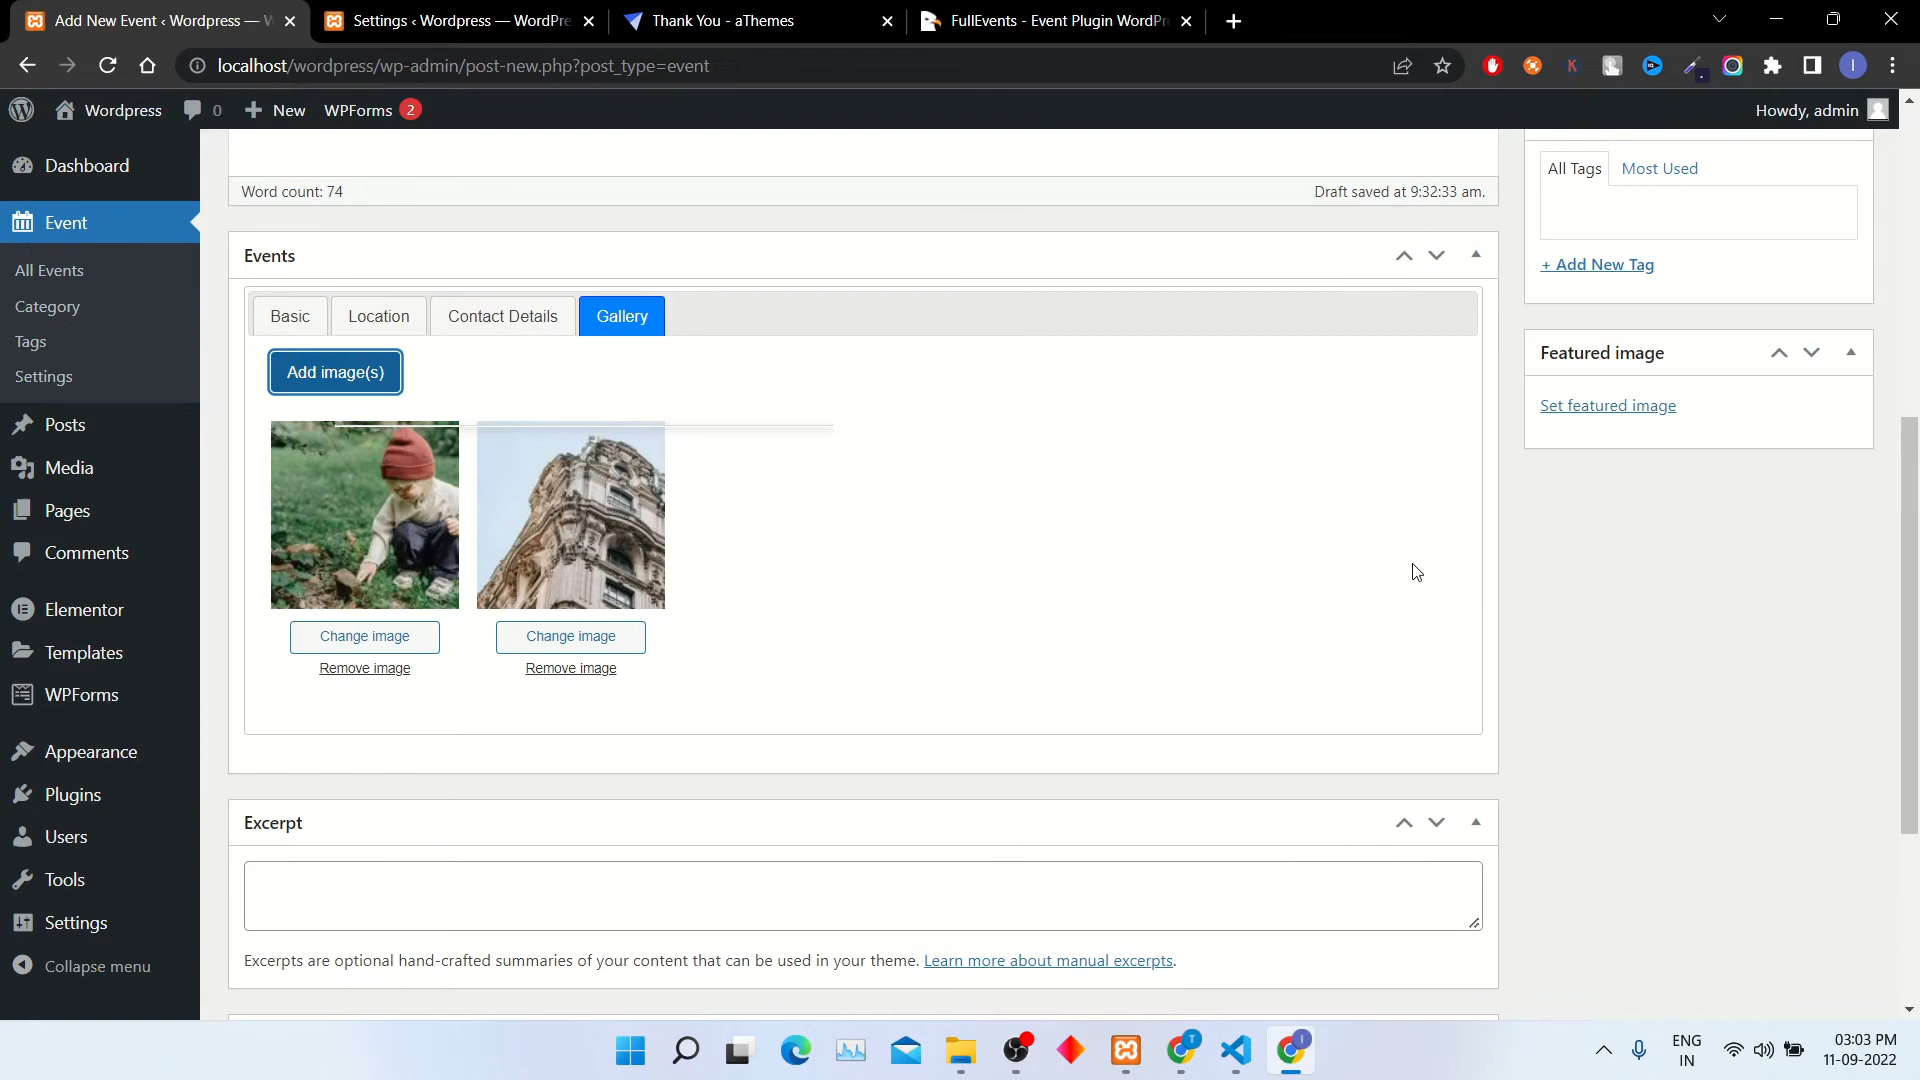 Add New Event ‹ Wordpress — W
Settings ‹ Wordpress — WordPre
Thank You - aThemes
FullEvents - Event Plugin WordPr
localhost/wordpress/wp-admin/post-new.php?post_type=event
Wordpress
0
New
WPForms 2
Howdy, admin
Dashboard
Event
All Events
Category
Tags
Settings
Posts
Media
Pages
Comments
Elementor
Templates
WPForms
Appearance
Plugins
Users
Tools
Settings
Collapse menu
Word count: 74
Draft saved at 9:32:33 am.
Events
Basic
Location
Contact Details
Gallery
Add image(s)
Change image
Change image
Remove image
Remove image
Excerpt
Excerpts are optional hand-crafted summaries of your content that can be used in your theme. Learn more about manual excerpts.
All Tags
Most Used
+ Add New Tag
Featured image
Set featured image
ENG
IN
03:03 PM
11-09-2022